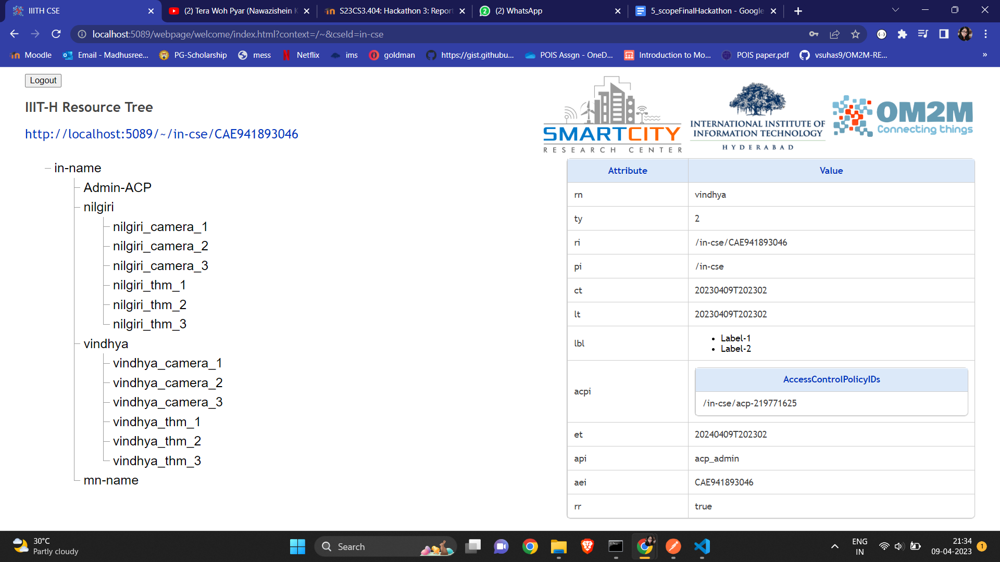 IIITH CSE
(2) Tera Woh Pyar (Nawazishein K
S23CS3.404: Hackathon 3: Report
(2) WhatsApp
5_scopeFinalHackathon - Google
localhost:5089/webpage/welcome/index.html?context=/~&cseId=in-cse
Moodle
Email - Madhusree...
PG-Scholarship
mess
Netflix
ims
goldman
https://gist.githubu...
POIS Assgn - OneD...
Introduction to Mo...
POIS paper.pdf
vsuhas9/OM2M-RE...
»
Logout
IIIT-H Resource Tree
http://localhost:5089/~/in-cse/CAE941893046
SMARTCITY
RESEARCH CENTER
INTERNATIONAL INSTITUTE OF
INFORMATION TECHNOLOGY
HYDERABAD
OM2M
Connecting things
in-name
Admin-ACP
nilgiri
nilgiri_camera_1
nilgiri_camera_2
nilgiri_camera_3
nilgiri_thm_1
nilgiri_thm_2
nilgiri_thm_3
vindhya
vindhya_camera_1
vindhya_camera_2
vindhya_camera_3
vindhya_thm_1
vindhya_thm_2
vindhya_thm_3
mn-name
Attribute Value
rn vindhya
ty 2
ri /in-cse/CAE941893046
pi /in-cse
ct 20230409T202302
lt 20230409T202302
lbl
• Label-1
• Label-2
acpi
AccessControlPolicyIDs
/in-cse/acp-219771625
et 20240409T202302
api acp_admin
aei CAE941893046
rr true
30°C
Partly cloudy
Search
ENG
IN
21:34
09-04-2023
1